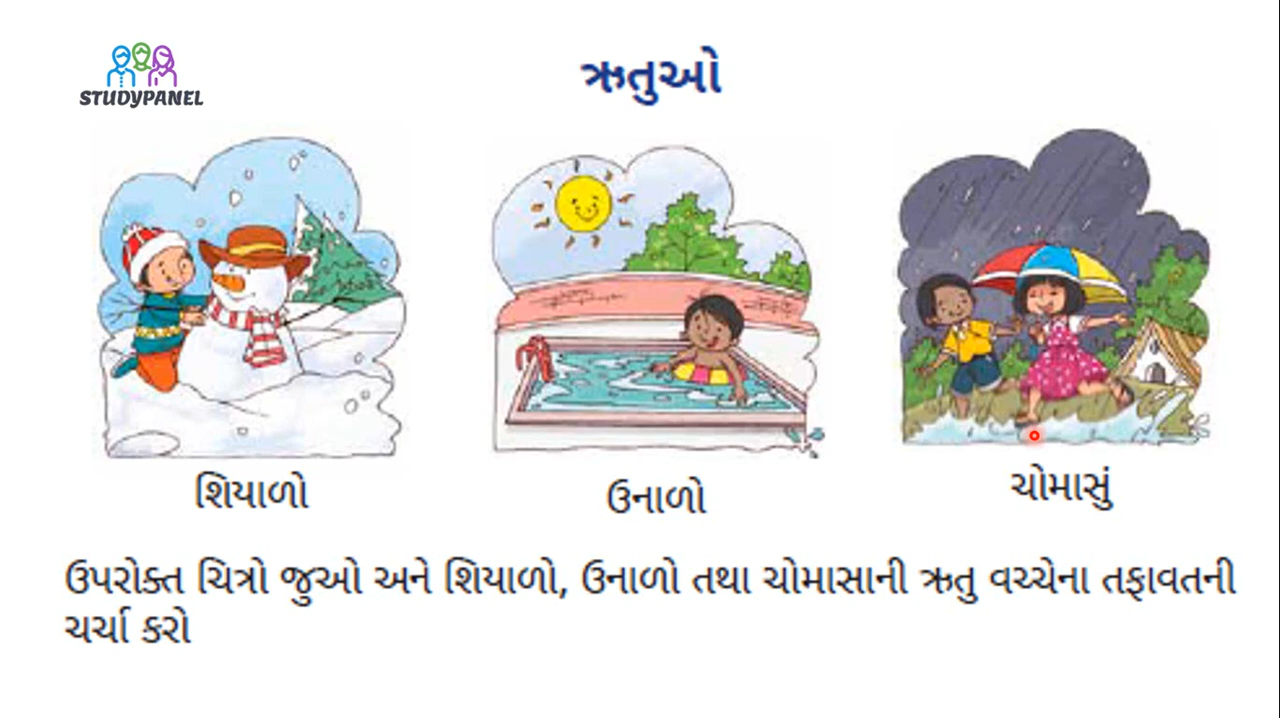 STUDYPANEL
ઋતુઓ
શિયાળો
ઉનાળો
ચોમાસું
ઉપરોક્ત ચિત્રો જુઓ અને શિયાળો, ઉનાળો તથા ચોમાસાની ઋતુ વચ્ચેના તફાવતની
ચર્ચા કરો